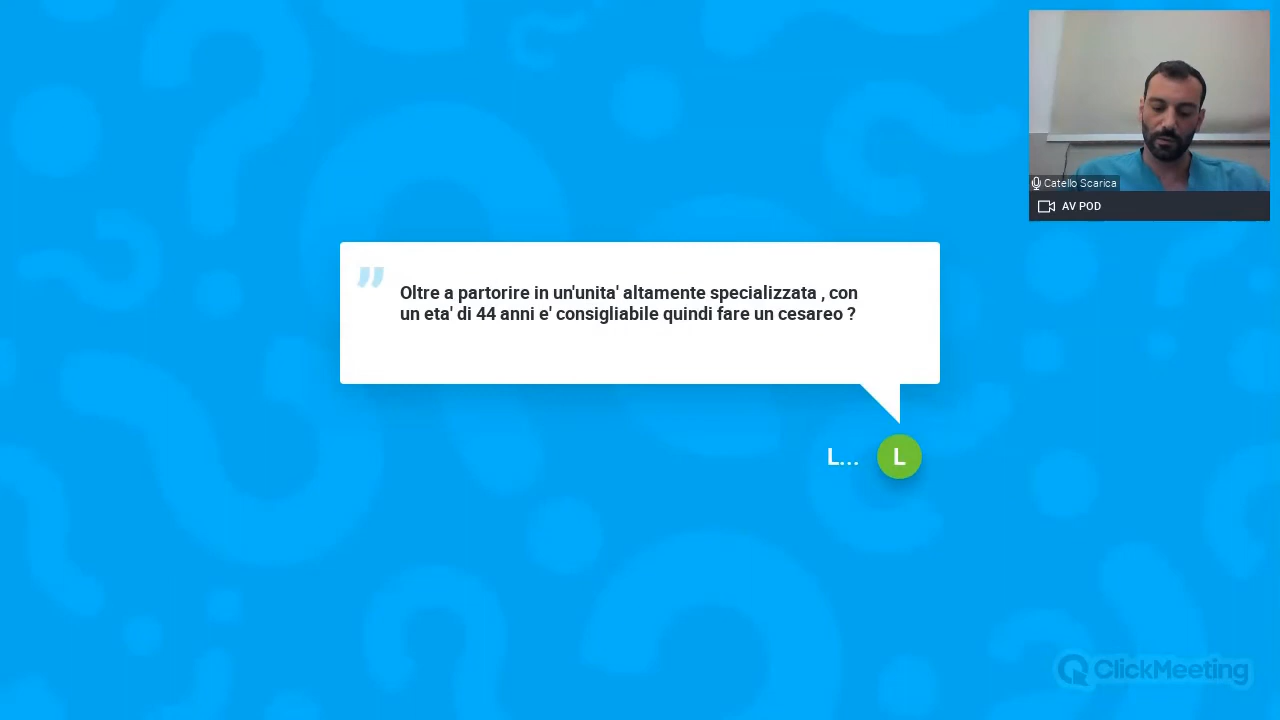 Catello Scarica
AV POD
Oltre a partorire in un'unita' altamente specializzata , con
un eta' di 44 anni e' consigliabile quindi fare un cesareo ?
L... L
ClickMeeting